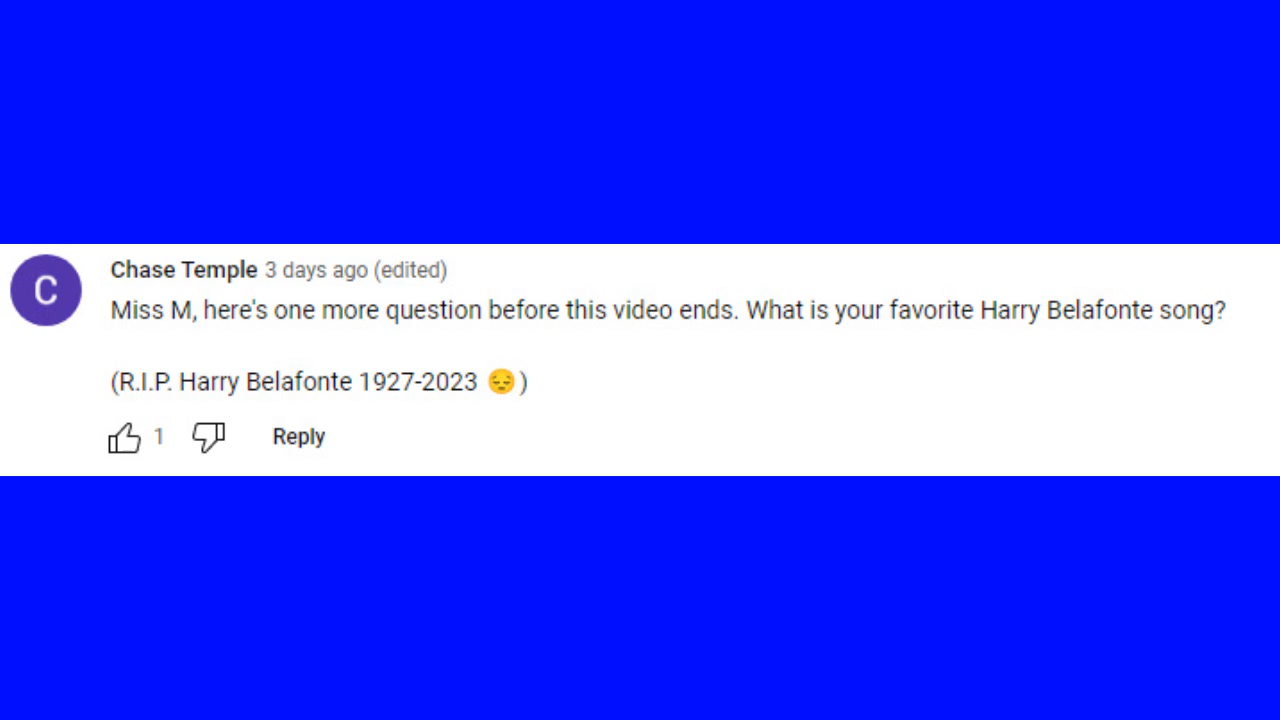 C
Chase Temple 3 days ago (edited)
Miss M, here's one more question before this video ends. What is your favorite Harry Belafonte song?
(R.I.P. Harry Belafonte 1927-2023 😔)
1 Reply